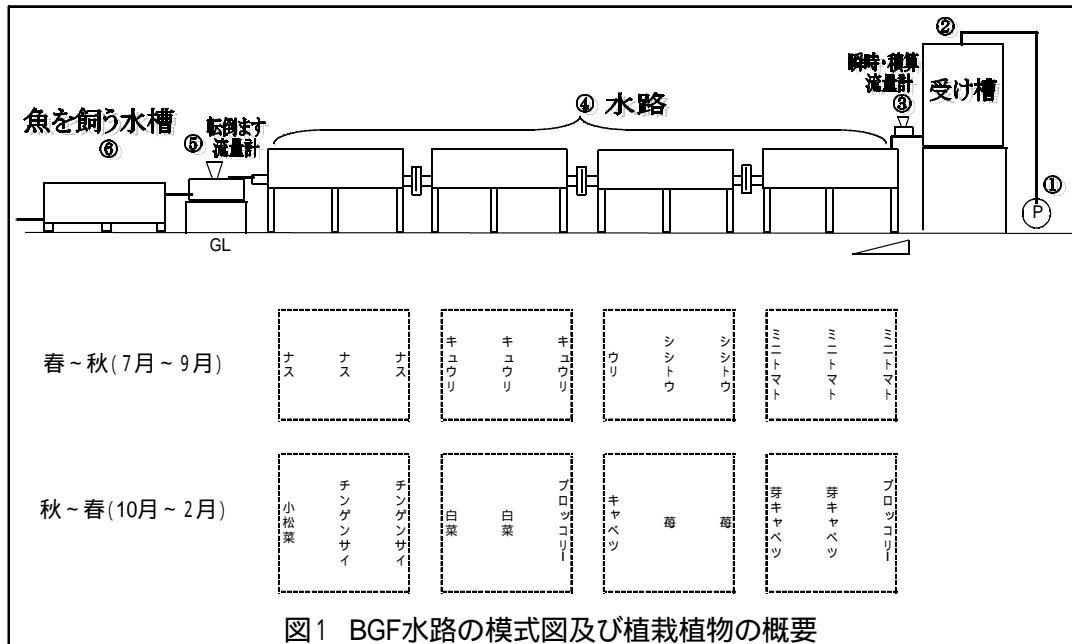 ②
瞬時・積算
流量計
③
受け槽
④ 水路
魚を飼う水槽
⑥
⑤ 転倒ます
流量計
①
P
GL
春~秋(7月~9月)
ナス
ナス
ナス
キュウリ
キュウリ
キュウリ
ウリ
シシトウ
シシトウ
ミニトマト
ミニトマト
ミニトマト
秋~春(10月~2月)
小松菜
チンゲンサイ
チンゲンサイ
白菜
白菜
ブロッコリー
キャベツ
苺
苺
芽キャベツ
芽キャベツ
ブロッコリー
図1 BGF水路の模式図及び植栽植物の概要